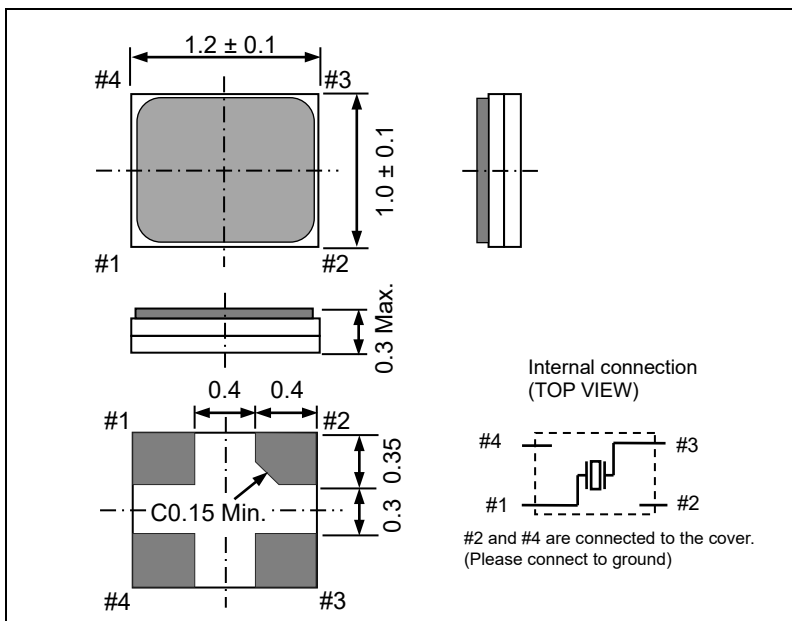 1.2 ± 0.1
#4
#3
1.0 ± 0.1
#1
#2
0.3 Max.
0.4
0.4
#1
#2
0.35
0.3
C0.15 Min.
#4
#3
Internal connection
(TOP VIEW)
#4
#3
#1
#2
#2 and #4 are connected to the cover.
(Please connect to ground)